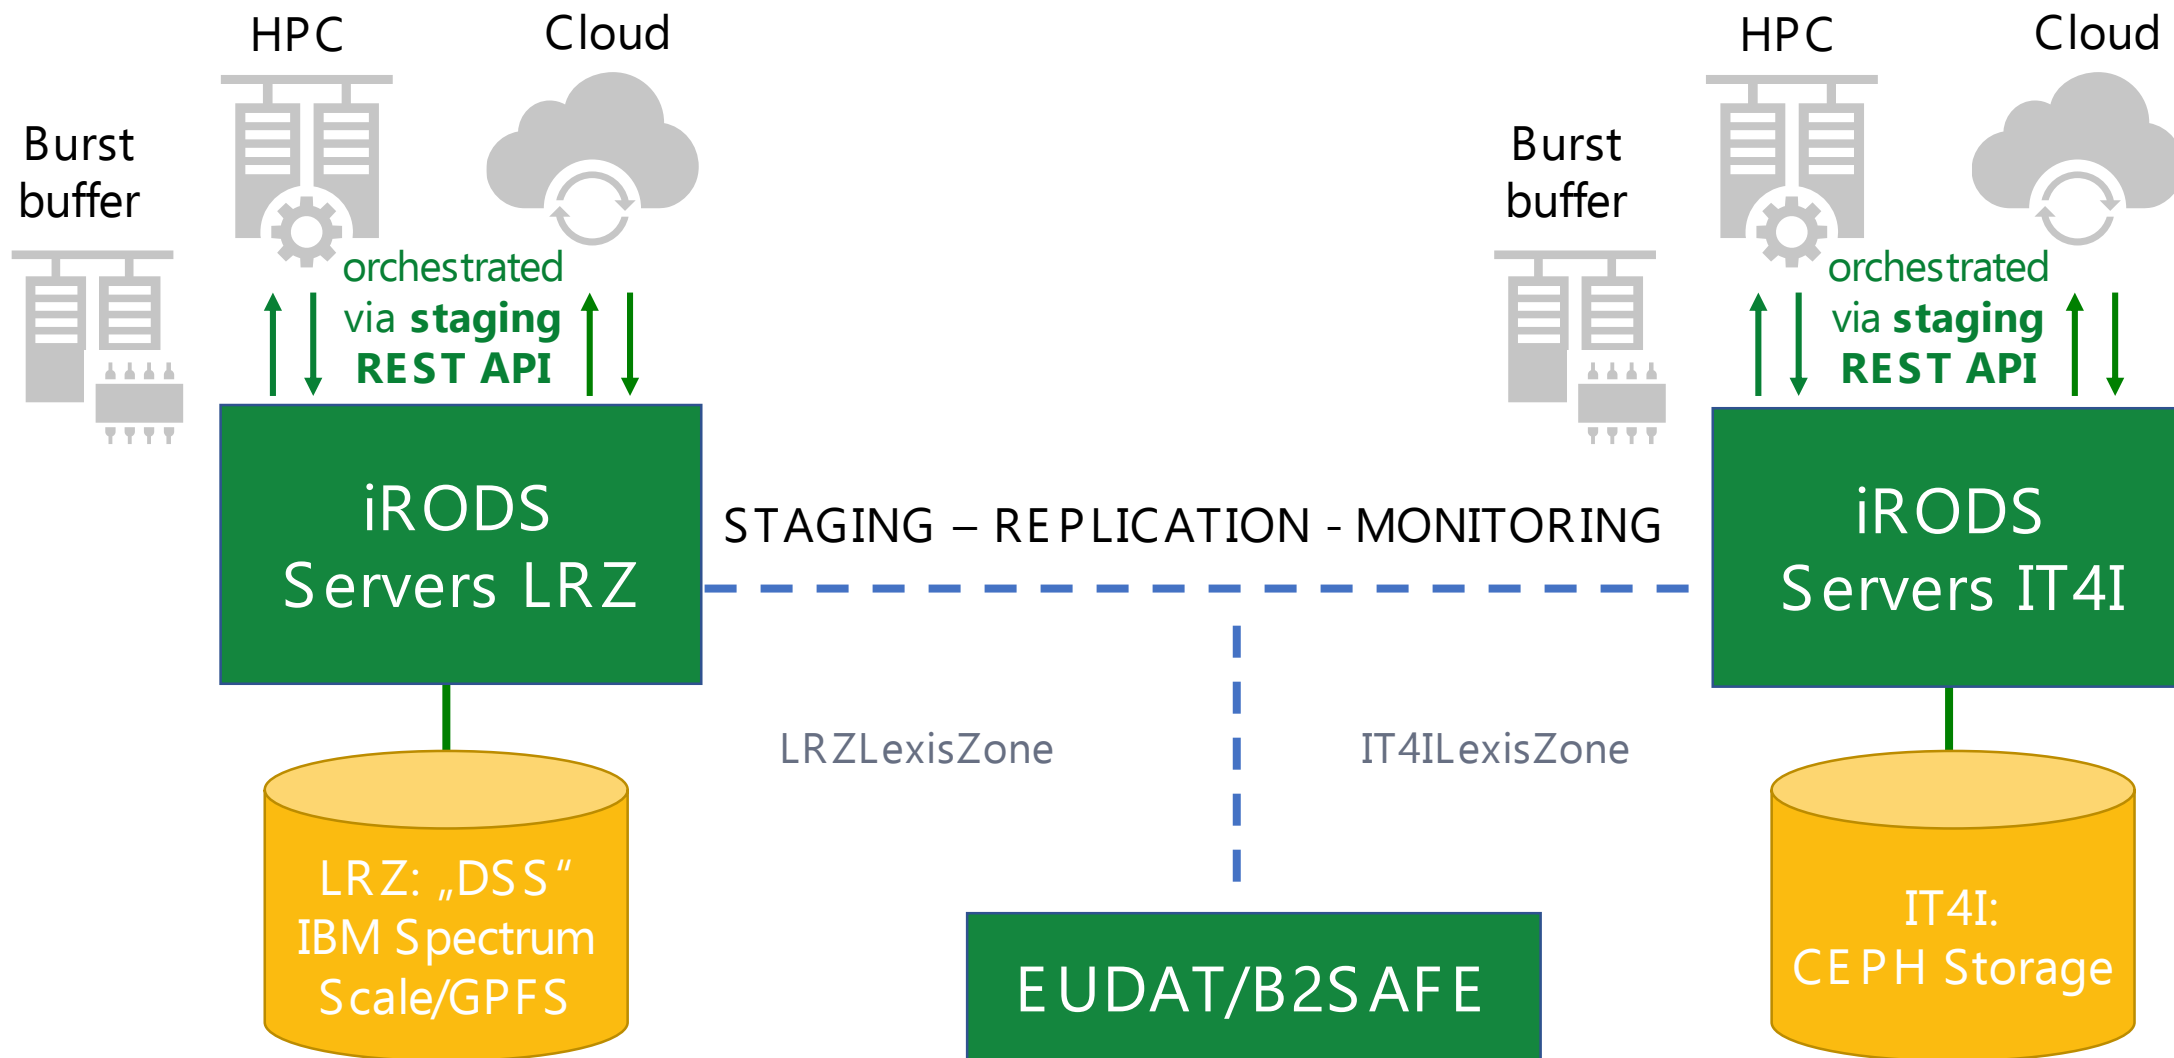 HPC
Cloud
Burst
buffer
orchestrated
via staging
REST API
iRODS
Servers LRZ
LRZ: „DSS“
IBM Spectrum
Scale/GPFS
STAGING – REPLICATION - MONITORING
LRZLexisZone
IT4ILexisZone
EUDAT/B2SAFE
HPC
Cloud
Burst
buffer
orchestrated
via staging
REST API
iRODS
Servers IT4I
IT4I:
CEPH Storage